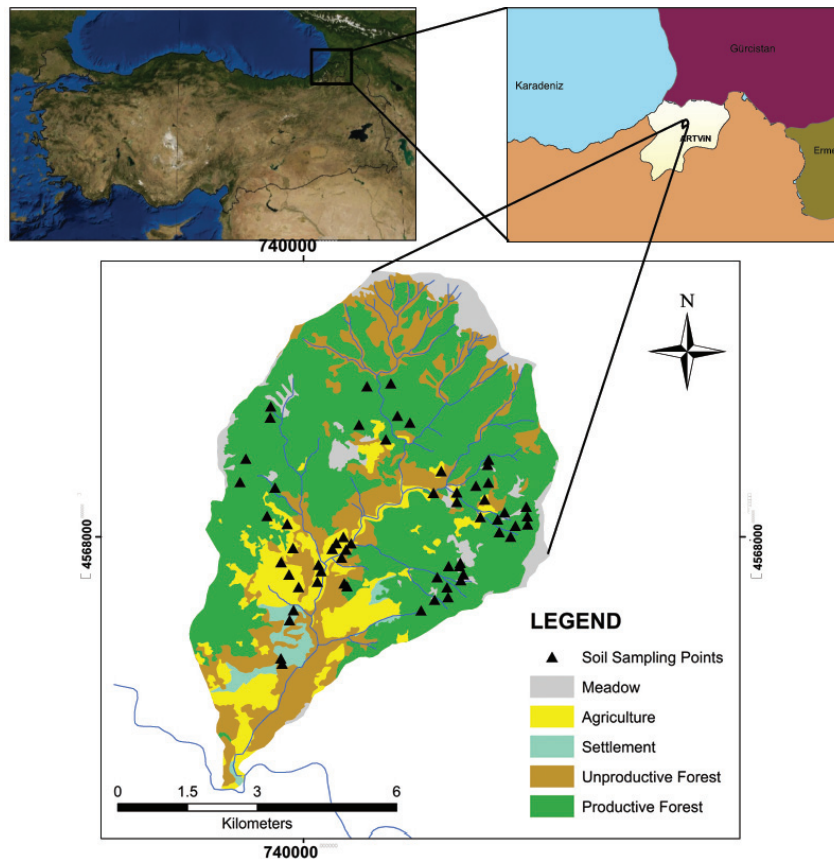 Karadeniz
Gürcistan
ARTVİN
Erme
740000
N
4568000
4568000
LEGEND
Soil Sampling Points
Meadow
Agriculture
Settlement
Unproductive Forest
Productive Forest
0 1.5 3 6
Kilometers
740000